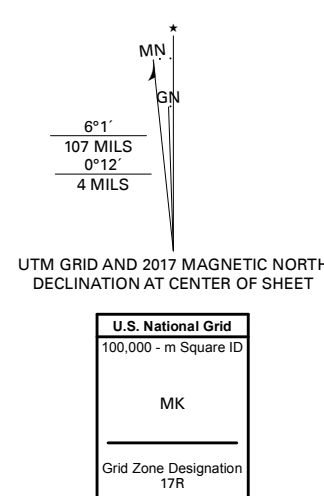 ★
MN
GN
6°1´
107 MILS
0°12´
4 MILS
UTM GRID AND 2017 MAGNETIC NORTH
DECLINATION AT CENTER OF SHEET
U.S. National Grid
100,000 - m Square ID
MK
Grid Zone Designation
17R